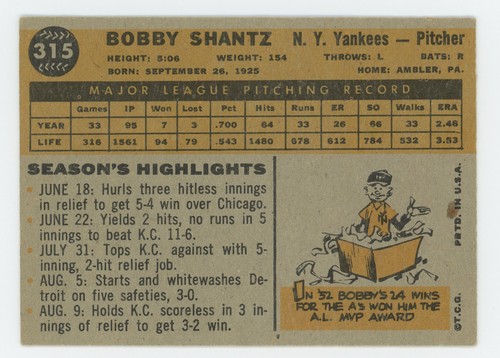 315
BOBBY SHANTZ N. Y. Yankees — Pitcher
HEIGHT: 5:06 WEIGHT: 154 THROWS: L BATS: R
BORN: SEPTEMBER 26, 1925 HOME: AMBLER, PA.
MAJOR LEAGUE PITCHING RECORD
Games IP Won Lost Pct. Hits Runs ER SO Walks ERA
YEAR 33 95 7 3 .700 64 33 26 66 33 2.46
LIFE 316 1561 94 79 .543 1480 678 612 784 532 3.53
SEASON'S HIGHLIGHTS
• JUNE 18: Hurls three hitless innings
in relief to get 5-4 win over Chicago.
• JUNE 22: Yields 2 hits, no runs in 5
innings to beat K.C. 11-6.
• JULY 31: Tops K.C. against with 5-
inning, 2-hit relief job.
• AUG. 5: Starts and whitewashes De-
troit on five safeties, 3-0.
• AUG. 9: Holds K.C. scoreless in 3 inn-
ings of relief to get 3-2 win.
IN '52 BOBBY'S 24 WINS
FOR THE A'S WON HIM THE
A.L. MVP AWARD
©T.C.G. PRTD. IN U.S.A.